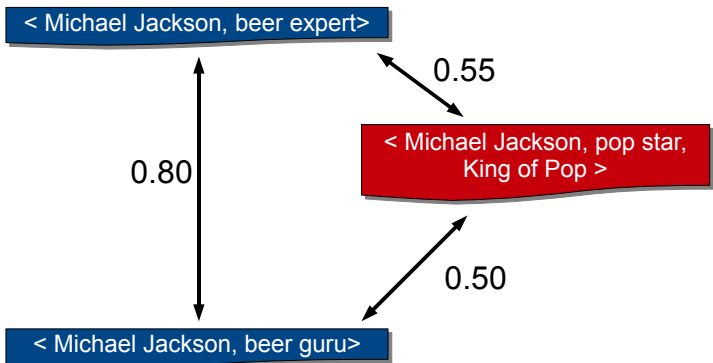 < Michael Jackson, beer expert>
0.55
< Michael Jackson, pop star,
King of Pop >
0.80
0.50
< Michael Jackson, beer guru>